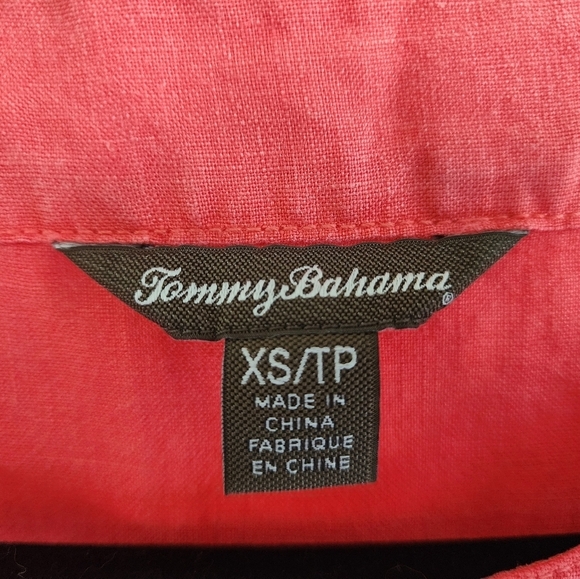 Tommy Bahama®
XS/TP
MADE IN
CHINA
FABRIQUE
EN CHINE